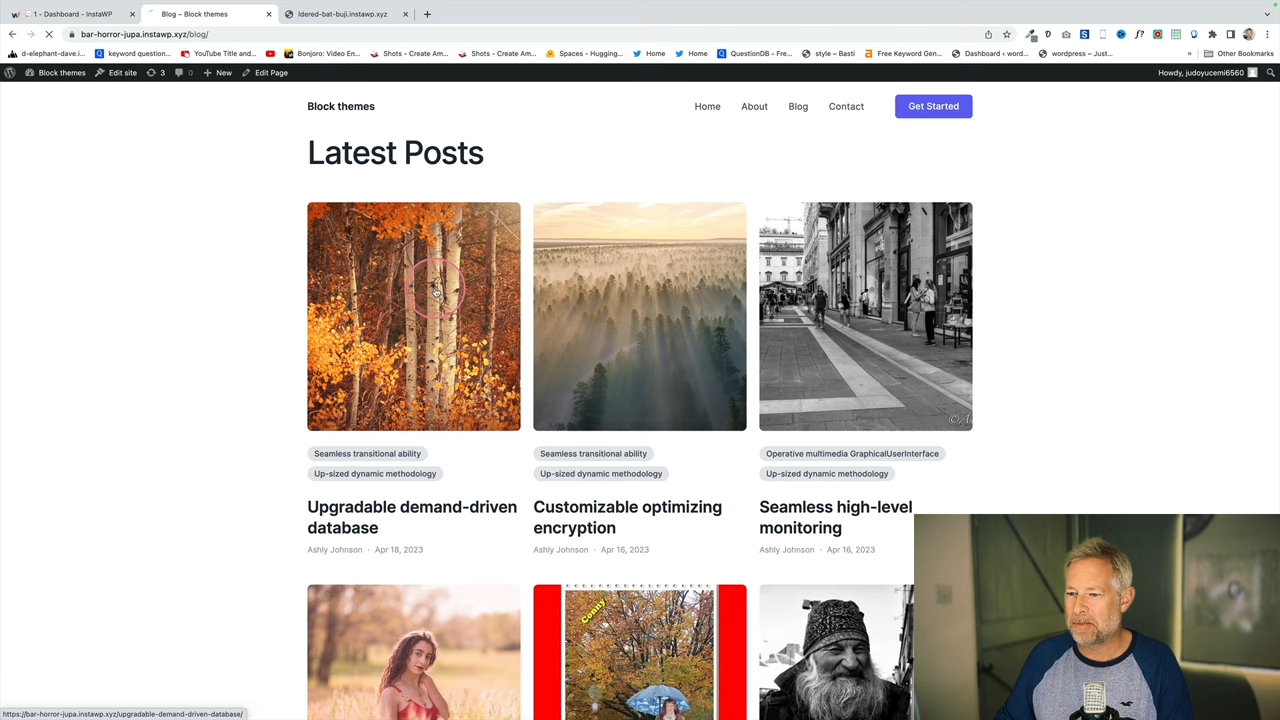 1 - Dashboard - InstaWP
Blog – Block themes
ldered-bat-buji.instawp.xyz
bar-horror-jupa.instawp.xyz/blog/
d-elephant-dave.i...
keyword question...
YouTube Title and...
Bonjoro: Video En...
Shots - Create Am...
Shots - Create Am...
Spaces - Hugging...
Home
Home
QuestionDB - Fre...
style – Basti
Free Keyword Gen...
Dashboard ‹ word...
wordpress – Just...
»
Other Bookmarks
Block themes
Edit site
3
0
New
Edit Page
Howdy, judoyucemi6560
Block themes
Home
About
Blog
Contact
Get Started
Latest Posts
Seamless transitional ability
Up-sized dynamic methodology
Upgradable demand-driven
database
Ashly Johnson · Apr 18, 2023
Seamless transitional ability
Up-sized dynamic methodology
Customizable optimizing
encryption
Ashly Johnson · Apr 16, 2023
Operative multimedia GraphicalUserInterface
Up-sized dynamic methodology
Seamless high-level
monitoring
Ashly Johnson · Apr 16, 2023
Conny
https://bar-horror-jupa.instawp.xyz/upgradable-demand-driven-database/